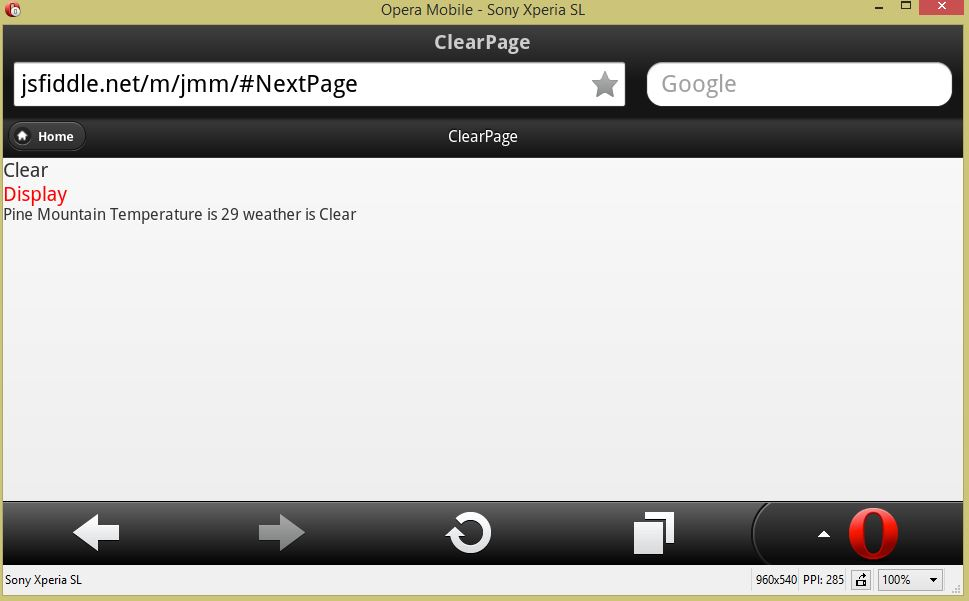 Opera Mobile - Sony Xperia SL
ClearPage
jsfiddle.net/m/jmm/#NextPage
Google
Home
ClearPage
Clear
Display
Pine Mountain Temperature is 29 weather is Clear
Sony Xperia SL
960x540
PPI: 285
100%